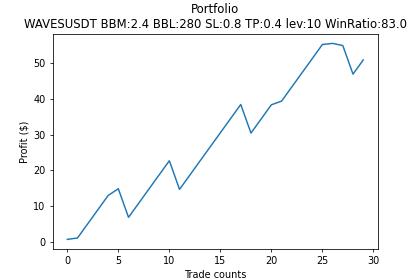 Portfolio
WAVESUSDT BBM:2.4 BBL:280 SL:0.8 TP:0.4 lev:10 WinRatio:83.0
Profit ($)
50
40
30
20
10
0
0 5 10 15 20 25 30
Trade counts